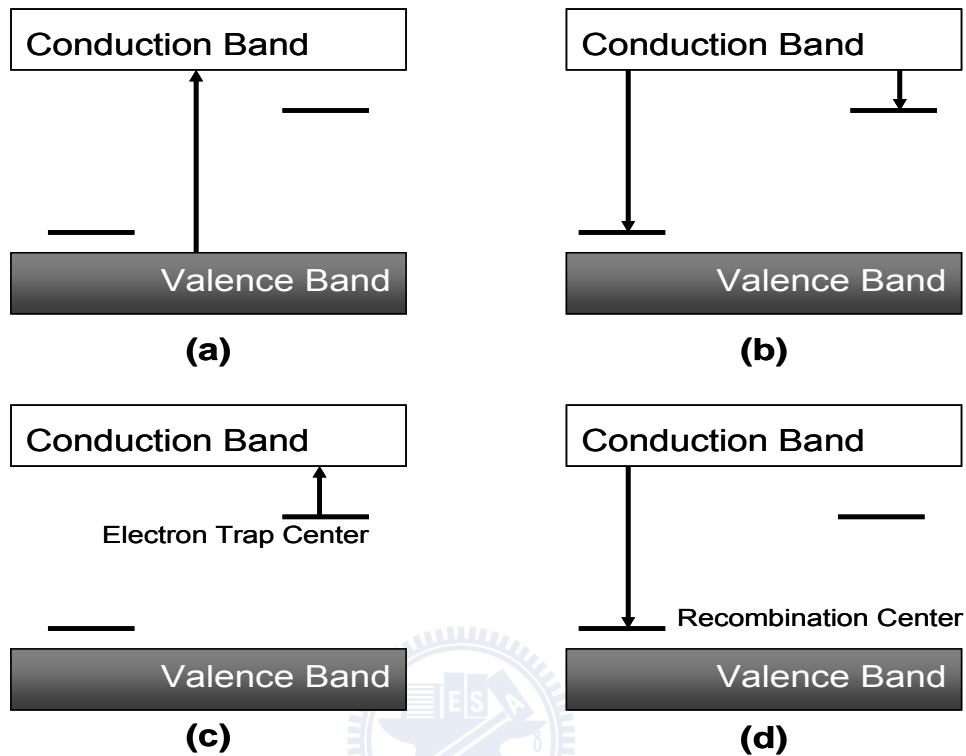 Conduction Band
Valence Band
(a)
Conduction Band
Valence Band
(b)
Conduction Band
Electron Trap Center
Valence Band
(c)
Conduction Band
Recombination Center
Valence Band
(d)
ESA